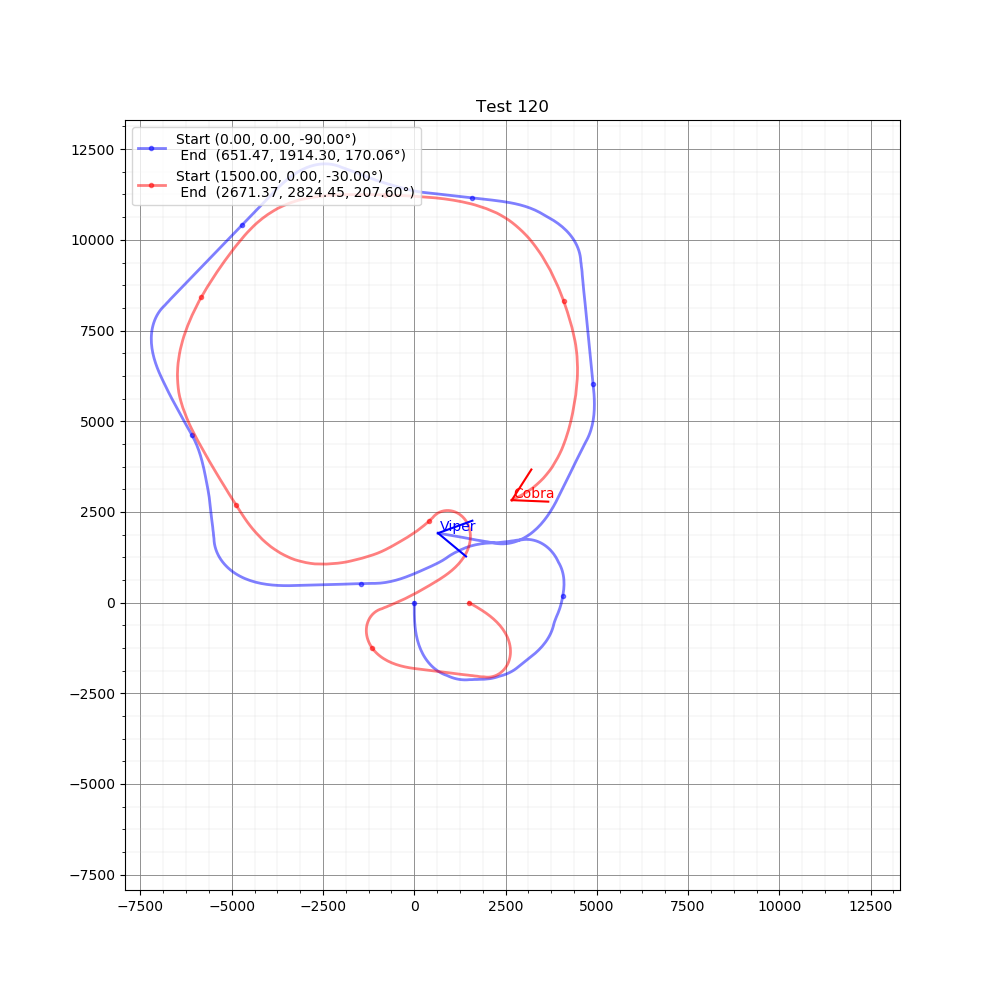 Test 120
Start (0.00, 0.00, -90.00°)
End (651.47, 1914.30, 170.06°)
Start (1500.00, 0.00, -30.00°)
End (2671.37, 2824.45, 207.60°)
12500
10000
7500
5000
2500
0
−2500
−5000
−7500
Cobra
Viper
−7500 −5000 −2500 0 2500 5000 7500 10000 12500